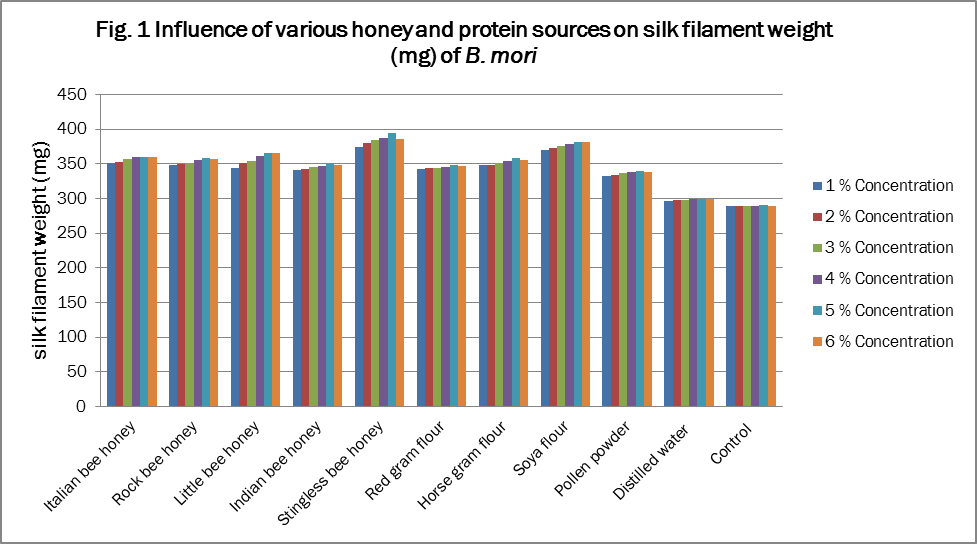 Fig. 1 Influence of various honey and protein sources on silk filament weight
(mg) of B. mori
silk filament weight (mg)
450
400
350
300
250
200
150
100
50
0
Italian bee honey
Rock bee honey
Little bee honey
Indian bee honey
Stingless bee honey
Red gram flour
Horse gram flour
Soya flour
Pollen powder
Distilled water
Control
1 % Concentration
2 % Concentration
3 % Concentration
4 % Concentration
5 % Concentration
6 % Concentration